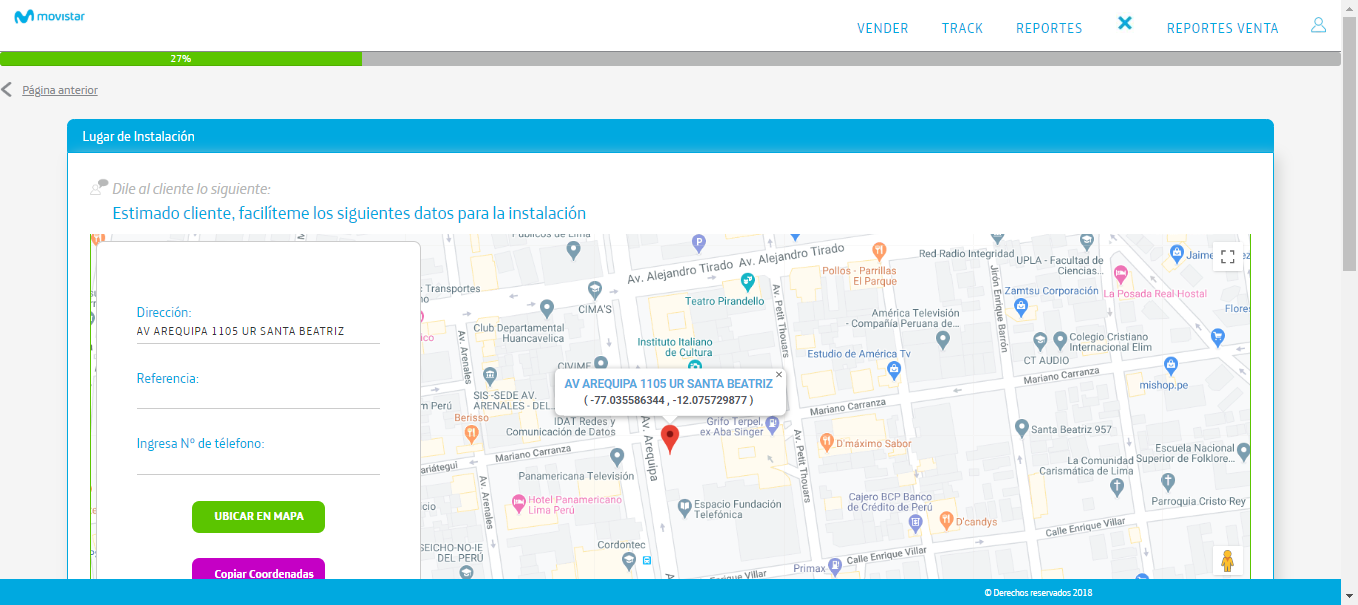 movistar
VENDER
TRACK
REPORTES
REPORTES VENTA
27%
Página anterior
Lugar de Instalación
Dile al cliente lo siguiente:
Estimado cliente, facilíteme los siguientes datos para la instalación
Dirección:
AV AREQUIPA 1105 UR SANTA BEATRIZ
Referencia:
Ingresa Nº de télefono:
UBICAR EN MAPA
Copiar Coordenadas
Públicos de Lima
Av. Alejandro Tirado
Av. Alejandro Tirado
Pollos - Parrillas
El Parque
Red Radio Integridad
UPLA - Facultad de
Ciencias...
Jaime
Transportes
CIMA'S
Teatro Pirandello
Av. Petit Thouars
Jirón Enrique Barrón
Zamtsu Corporación
La Posada Real Hostal
Flores
Club Departamental
Huancavelica
Av. Arenales
América Televisión
- Compañía Peruana de...
Instituto Italiano
de Cultura
Estudio de América Tv
Colegio Cristiano
Internacional Elim
CT AUDIO
CIVIME
Mariano Carranza
mishop.pe
AV AREQUIPA 1105 UR SANTA BEATRIZ
( -77.035586344 , -12.075729877 )
SIS -SEDE AV.
ARENALES - DEL...
m Perú
Berisso
IDAT Redes y
Comunicación de Datos
Av. Arequipa
Grifo Terpel,
ex Aba Singer
Mariano Carranza
Av. Petit Thouars
D'máximo Sabor
Santa Beatriz 957
Escuela Nacional
Superior de Folklore...
La Comunidad
Carismática de Lima
ariátegui
Mariano Carranza
Panamericana Televisión
Av. Arenales
Hotel Panamericano
Lima Perú
Espacio Fundación
Telefónica
Cajero BCP Banco
de Crédito de Perú
D'candys
Parroquia Cristo Rey
Calle Enrique Villar
Cordontec
SEICHO-NO-IE
DEL PERÚ
Calle Enrique Villar
Primax
Enrique Villar
© Derechos reservados 2018